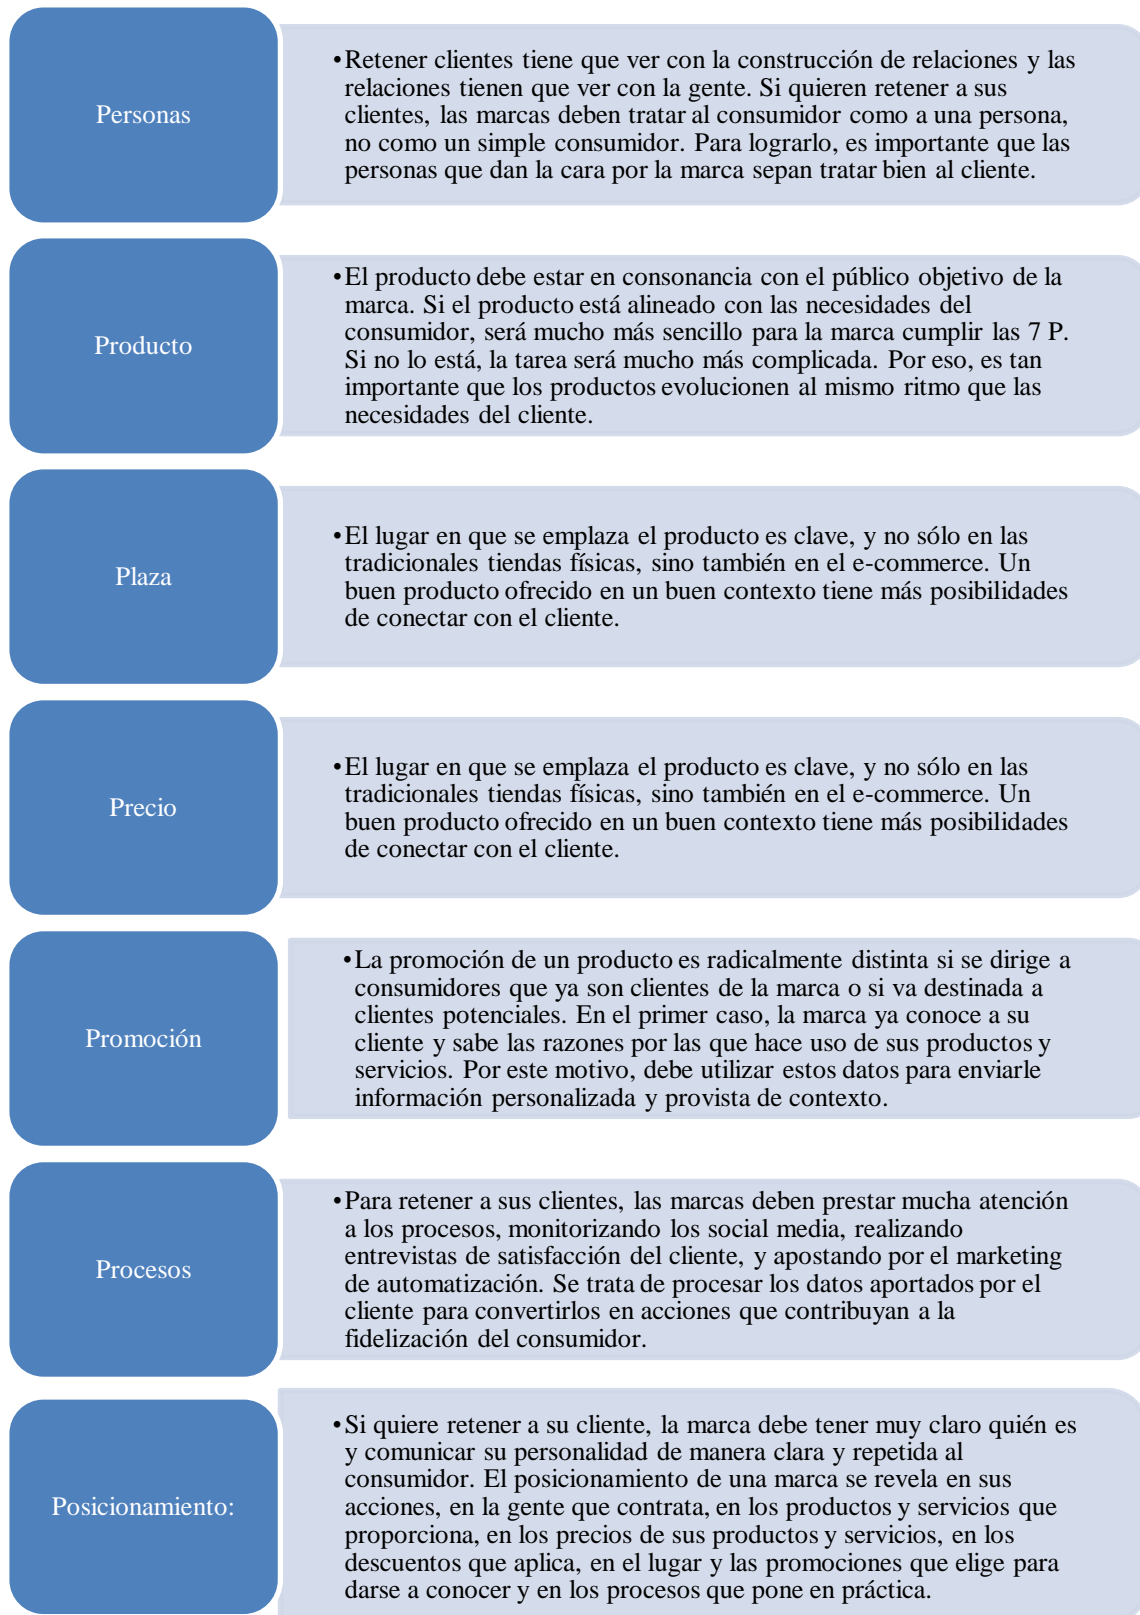 Personas
•Retener clientes tiene que ver con la construcción de relaciones y las
relaciones tienen que ver con la gente. Si quieren retener a sus
clientes, las marcas deben tratar al consumidor como a una persona,
no como un simple consumidor. Para lograrlo, es importante que las
personas que dan la cara por la marca sepan tratar bien al cliente.
Producto
•El producto debe estar en consonancia con el público objetivo de la
marca. Si el producto está alineado con las necesidades del
consumidor, será mucho más sencillo para la marca cumplir las 7 P.
Si no lo está, la tarea será mucho más complicada. Por eso, es tan
importante que los productos evolucionen al mismo ritmo que las
necesidades del cliente.
Plaza
•El lugar en que se emplaza el producto es clave, y no sólo en las
tradicionales tiendas físicas, sino también en el e-commerce. Un
buen producto ofrecido en un buen contexto tiene más posibilidades
de conectar con el cliente.
Precio
•El lugar en que se emplaza el producto es clave, y no sólo en las
tradicionales tiendas físicas, sino también en el e-commerce. Un
buen producto ofrecido en un buen contexto tiene más posibilidades
de conectar con el cliente.
Promoción
•La promoción de un producto es radicalmente distinta si se dirige a
consumidores que ya son clientes de la marca o si va destinada a
clientes potenciales. En el primer caso, la marca ya conoce a su
cliente y sabe las razones por las que hace uso de sus productos y
servicios. Por este motivo, debe utilizar estos datos para enviarle
información personalizada y provista de contexto.
Procesos
•Para retener a sus clientes, las marcas deben prestar mucha atención
a los procesos, monitorizando los social media, realizando
entrevistas de satisfacción del cliente, y apostando por el marketing
de automatización. Se trata de procesar los datos aportados por el
cliente para convertirlos en acciones que contribuyan a la
fidelización del consumidor.
Posicionamiento:
•Si quiere retener a su cliente, la marca debe tener muy claro quién es
y comunicar su personalidad de manera clara y repetida al
consumidor. El posicionamiento de una marca se revela en sus
acciones, en la gente que contrata, en los productos y servicios que
proporciona, en los precios de sus productos y servicios, en los
descuentos que aplica, en el lugar y las promociones que elige para
darse a conocer y en los procesos que pone en práctica.